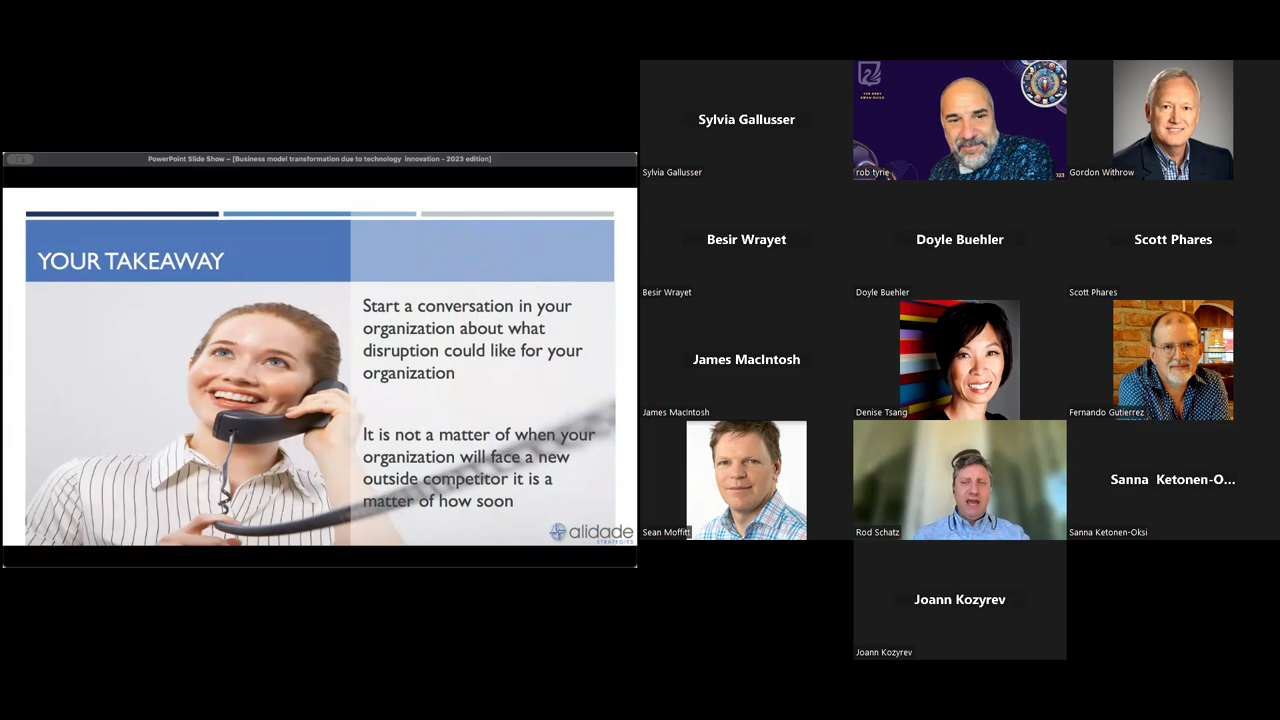 PowerPoint Slide Show – [Business model transformation due to technology innovation - 2023 edition]
YOUR TAKEAWAY
Start a conversation in your
organization about what
disruption could like for your
organization
It is not a matter of when your
organization will face a new
outside competitor it is a
matter of how soon
alidade
STRATEGIES
Sylvia Gallusser
Sylvia Gallusser
rob tyrie
023
Gordon Withrow
Besir Wrayet
Besir Wrayet
Doyle Buehler
Doyle Buehler
Scott Phares
Scott Phares
James MacIntosh
James MacIntosh
Denise Tsang
Fernando Gutierrez
Sean Moffitt
Rod Schatz
Sanna Ketonen-O...
Sanna Ketonen-Oksi
Joann Kozyrev
Joann Kozyrev